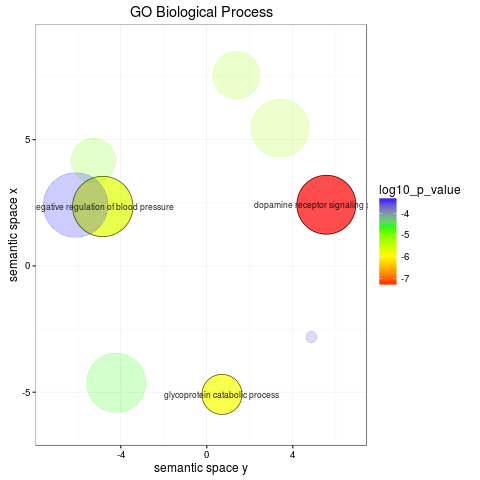 GO Biological Process
log10_p_value
-4
-5
-6
-7
5
0
-5
semantic space x
egative regulation of blood pressure
dopamine receptor signaling
glycoprotein catabolic process
-4
0
4
semantic space y